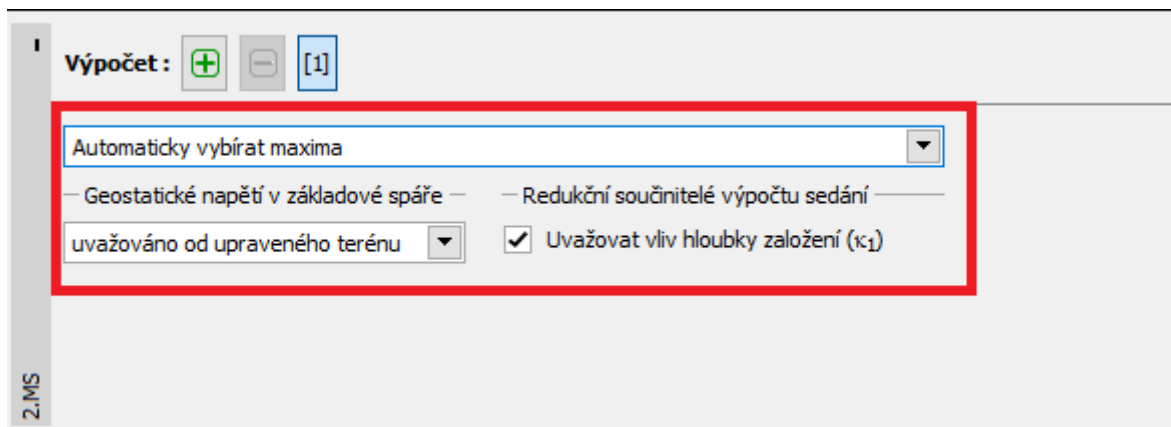 Výpočet : [1]
Automaticky vybírat maxima
Geostatické napětí v základové spáře
Redukční součinitelé výpočtu sedání
uvažováno od upraveného terénu
Uvažovat vliv hloubky založení (κ1)
2.MS